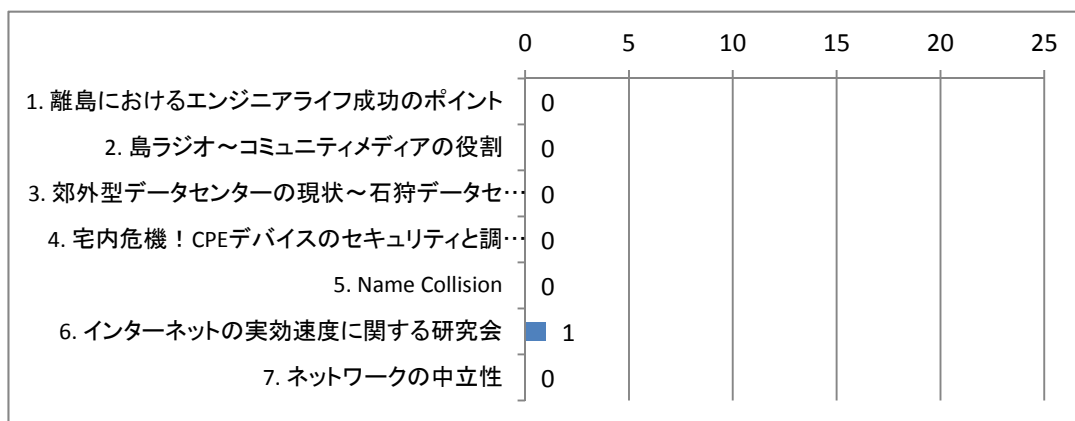 0 5 10 15 20 25
1. 離島におけるエンジニアライフ成功のポイント 0
2. 島ラジオ～コミュニティメディアの役割 0
3. 郊外型データセンターの現状～石狩データセ… 0
4. 宅内危機！CPEデバイスのセキュリティと調… 0
5. Name Collision 0
6. インターネットの実効速度に関する研究会 1
7. ネットワークの中立性 0